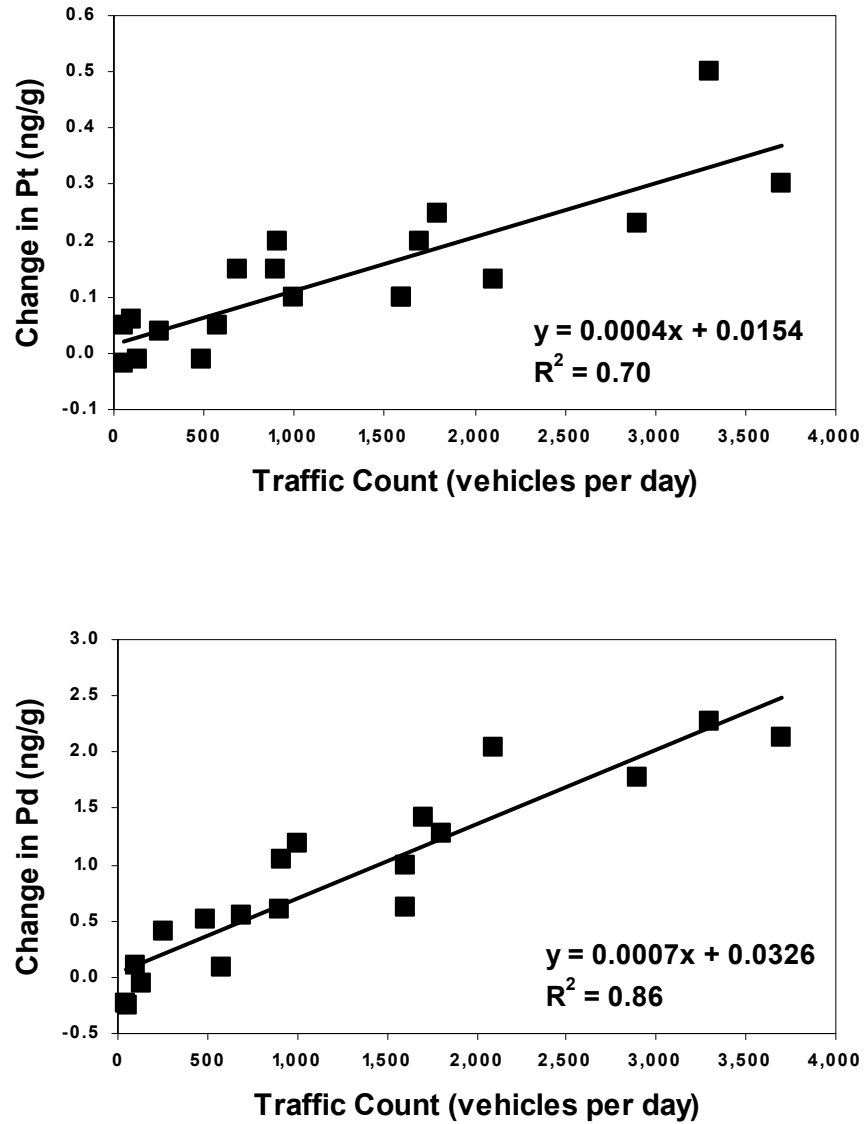 0.6
0.5
0.4
0.3
0.2
0.1
0.0
-0.1
Change in Pt (ng/g)
y = 0.0004x + 0.0154
R² = 0.70
0 500 1,000 1,500 2,000 2,500 3,000 3,500 4,000
Traffic Count (vehicles per day)
3.0
2.5
2.0
1.5
1.0
0.5
0.0
-0.5
Change in Pd (ng/g)
y = 0.0007x + 0.0326
R² = 0.86
0 500 1,000 1,500 2,000 2,500 3,000 3,500 4,000
Traffic Count (vehicles per day)